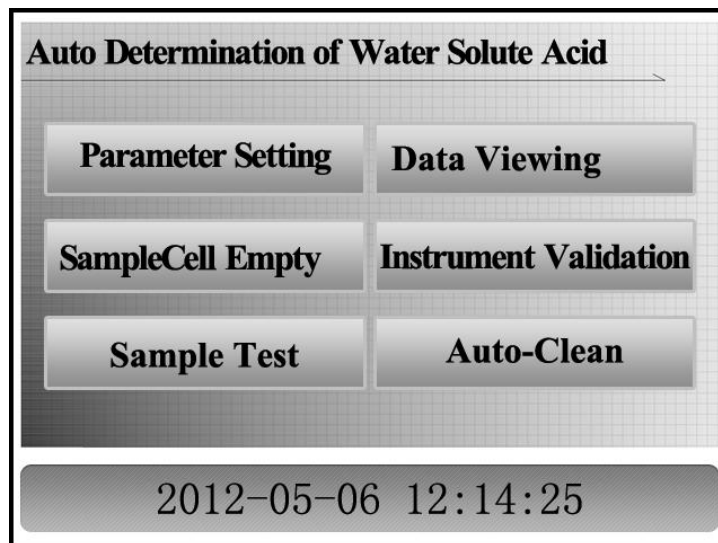 Auto Determination of Water Solute Acid
Parameter Setting
Data Viewing
SampleCell Empty
Instrument Validation
Sample Test
Auto-Clean
2012-05-06 12:14:25